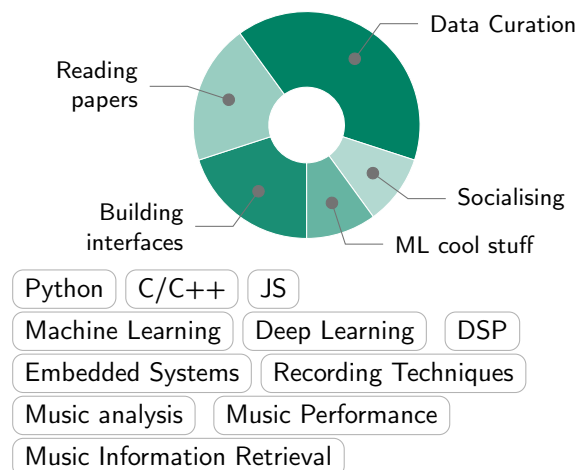 Data Curation
Reading
papers
Socialising
Building
interfaces
ML cool stuff
Python C/C++ JS
Machine Learning Deep Learning DSP
Embedded Systems Recording Techniques
Music analysis Music Performance
Music Information Retrieval